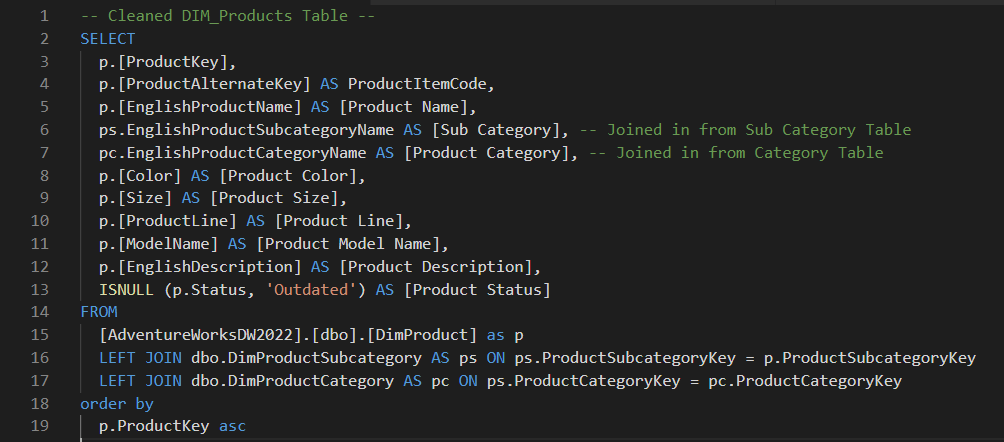 1 -- Cleaned DIM_Products Table --
2 SELECT
3 p.[ProductKey],
4 p.[ProductAlternateKey] AS ProductItemCode,
5 p.[EnglishProductName] AS [Product Name],
6 ps.EnglishProductSubcategoryName AS [Sub Category], -- Joined in from Sub Category Table
7 pc.EnglishProductCategoryName AS [Product Category], -- Joined in from Category Table
8 p.[Color] AS [Product Color],
9 p.[Size] AS [Product Size],
10 p.[ProductLine] AS [Product Line],
11 p.[ModelName] AS [Product Model Name],
12 p.[EnglishDescription] AS [Product Description],
13 ISNULL (p.Status, 'Outdated') AS [Product Status]
14 FROM
15 [AdventureWorksDW2022].[dbo].[DimProduct] as p
16 LEFT JOIN dbo.DimProductSubcategory AS ps ON ps.ProductSubcategoryKey = p.ProductSubcategoryKey
17 LEFT JOIN dbo.DimProductCategory AS pc ON ps.ProductCategoryKey = pc.ProductCategoryKey
18 order by
19 p.ProductKey asc